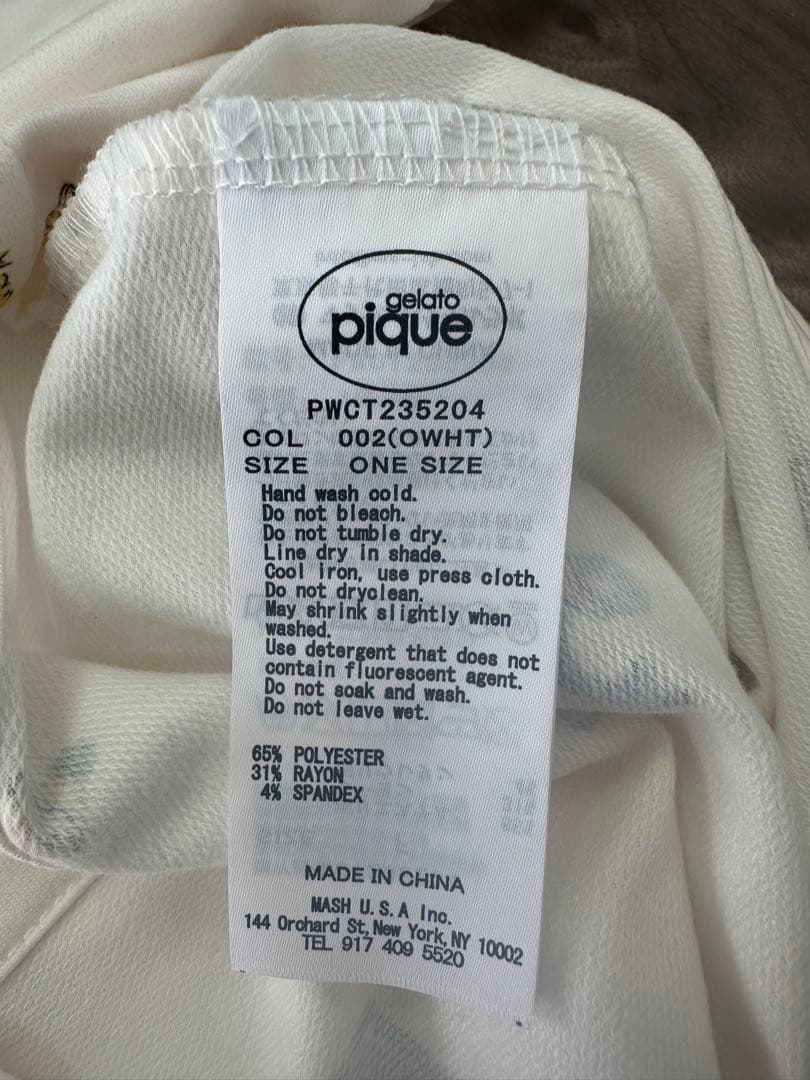 gelato
pique
PWCT235204
COL 002(OWHT)
SIZE ONE SIZE
Hand wash cold.
Do not bleach.
Do not tumble dry.
Line dry in shade.
Cool iron, use press cloth.
Do not dryclean.
May shrink slightly when
washed.
Use detergent that does not
contain fluorescent agent.
Do not soak and wash.
Do not leave wet.
65% POLYESTER
31% RAYON
4% SPANDEX
MADE IN CHINA
MASH U.S.A Inc.
144 Orchard St, New York, NY 10002
TEL 917 409 5520